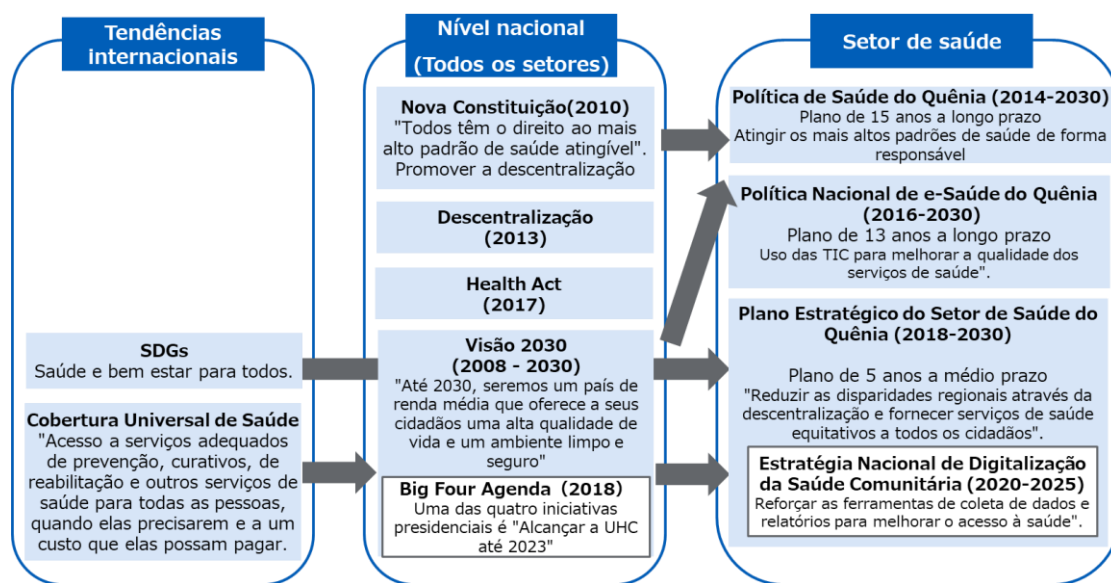 Tendências
internacionais
SDGs
Saúde e bem estar para todos.
Cobertura Universal de Saúde
"Acesso a serviços adequados
de prevenção, curativos, de
reabilitação e outros serviços de
saúde para todas as pessoas,
quando elas precisarem e a um
custo que elas possam pagar.
Nível nacional
(Todos os setores)
Nova Constituição(2010)
"Todos têm o direito ao mais
alto padrão de saúde atingível".
Promover a descentralização
Descentralização
(2013)
Health Act
(2017)
Visão 2030
(2008 - 2030)
"Até 2030, seremos um país de
renda média que oferece a seus
cidadãos uma alta qualidade de
vida e um ambiente limpo e
seguro"
Big Four Agenda (2018)
Uma das quatro iniciativas
presidenciais é "Alcançar a UHC
até 2023"
Setor de saúde
Política de Saúde do Quênia (2014-2030)
Plano de 15 anos a longo prazo
Atingir os mais altos padrões de saúde de forma
responsável
Política Nacional de e-Saúde do Quênia
(2016-2030)
Plano de 13 anos a longo prazo
Uso das TIC para melhorar a qualidade dos
serviços de saúde".
Plano Estratégico do Setor de Saúde do
Quênia (2018-2030)
Plano de 5 anos a médio prazo
"Reduzir as disparidades regionais através da
descentralização e fornecer serviços de saúde
equitativos a todos os cidadãos".
Estratégia Nacional de Digitalização
da Saúde Comunitária (2020-2025)
Reforçar as ferramentas de coleta de dados e
relatórios para melhorar o acesso à saúde".